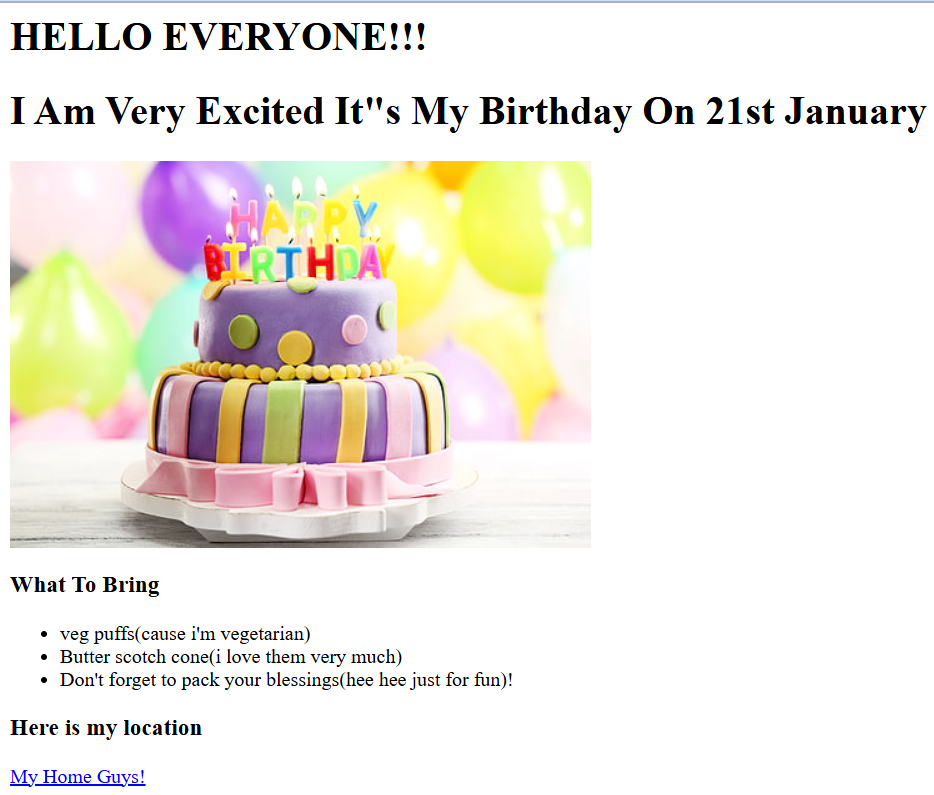 HELLO EVERYONE!!!
I Am Very Excited It"s My Birthday On 21st January
HAPPY
BIRTHDAY
What To Bring
veg puffs(cause i'm vegetarian)
Butter scotch cone(i love them very much)
Don't forget to pack your blessings(hee hee just for fun)!
Here is my location
My Home Guys!